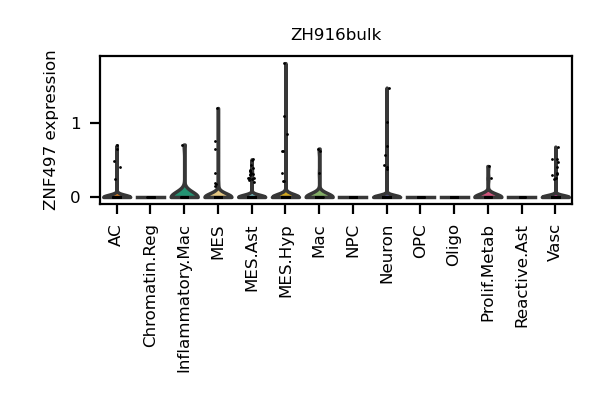 ZH916bulk
ZNF497 expression
1
0
AC
Chromatin.Reg
Inflammatory.Mac
MES
MES.Ast
MES.Hyp
Mac
NPC
Neuron
OPC
Oligo
Prolif.Metab
Reactive.Ast
Vasc